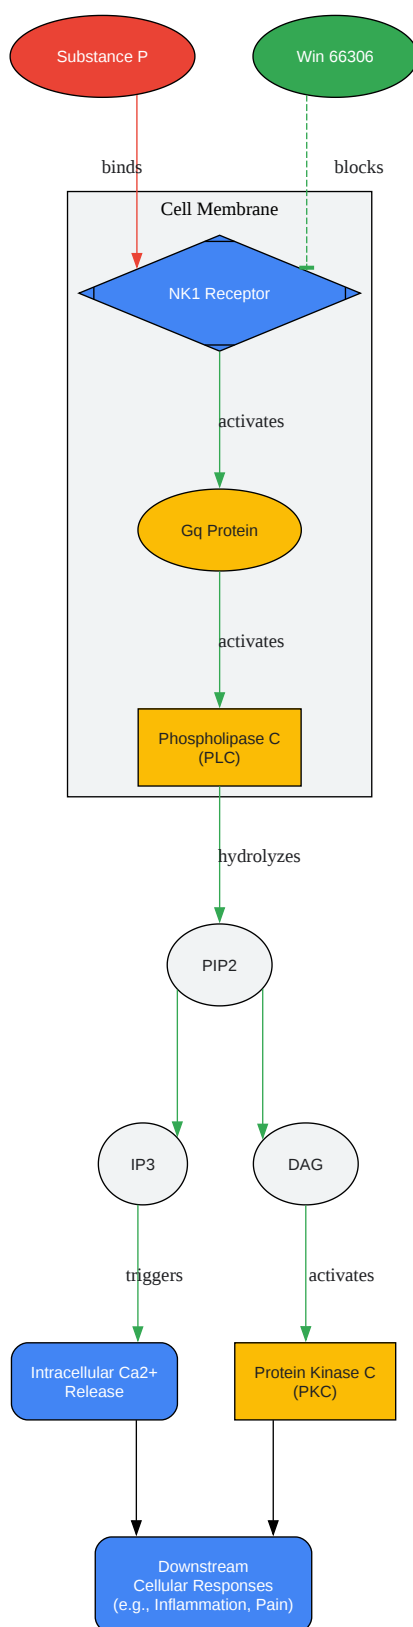 Substance P
Win 66306
binds
blocks
Cell Membrane
NK1 Receptor
activates
Gq Protein
activates
Phospholipase C
(PLC)
hydrolyzes
PIP2
IP3
DAG
triggers
activates
Intracellular Ca2+
Release
Protein Kinase C
(PKC)
Downstream
Cellular Responses
(e.g., Inflammation, Pain)